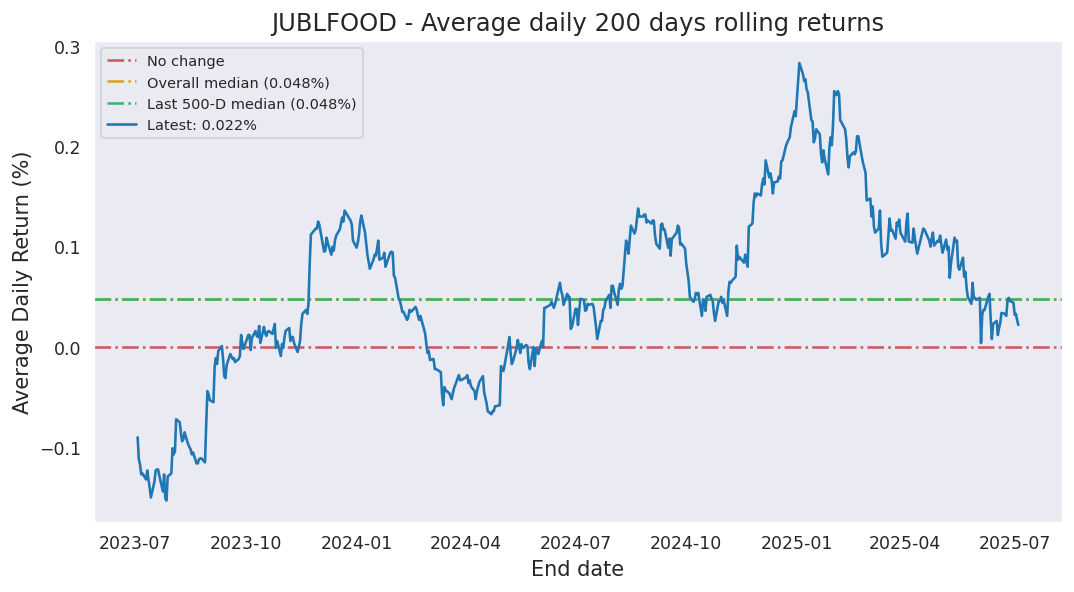 JUBLFOOD - Average daily 200 days rolling returns
No change
Overall median (0.048%)
Last 500-D median (0.048%)
Latest: 0.022%
Average Daily Return (%)
0.3
0.2
0.1
0.0
−0.1
2023-07 2023-10 2024-01 2024-04 2024-07 2024-10 2025-01 2025-04 2025-07
End date